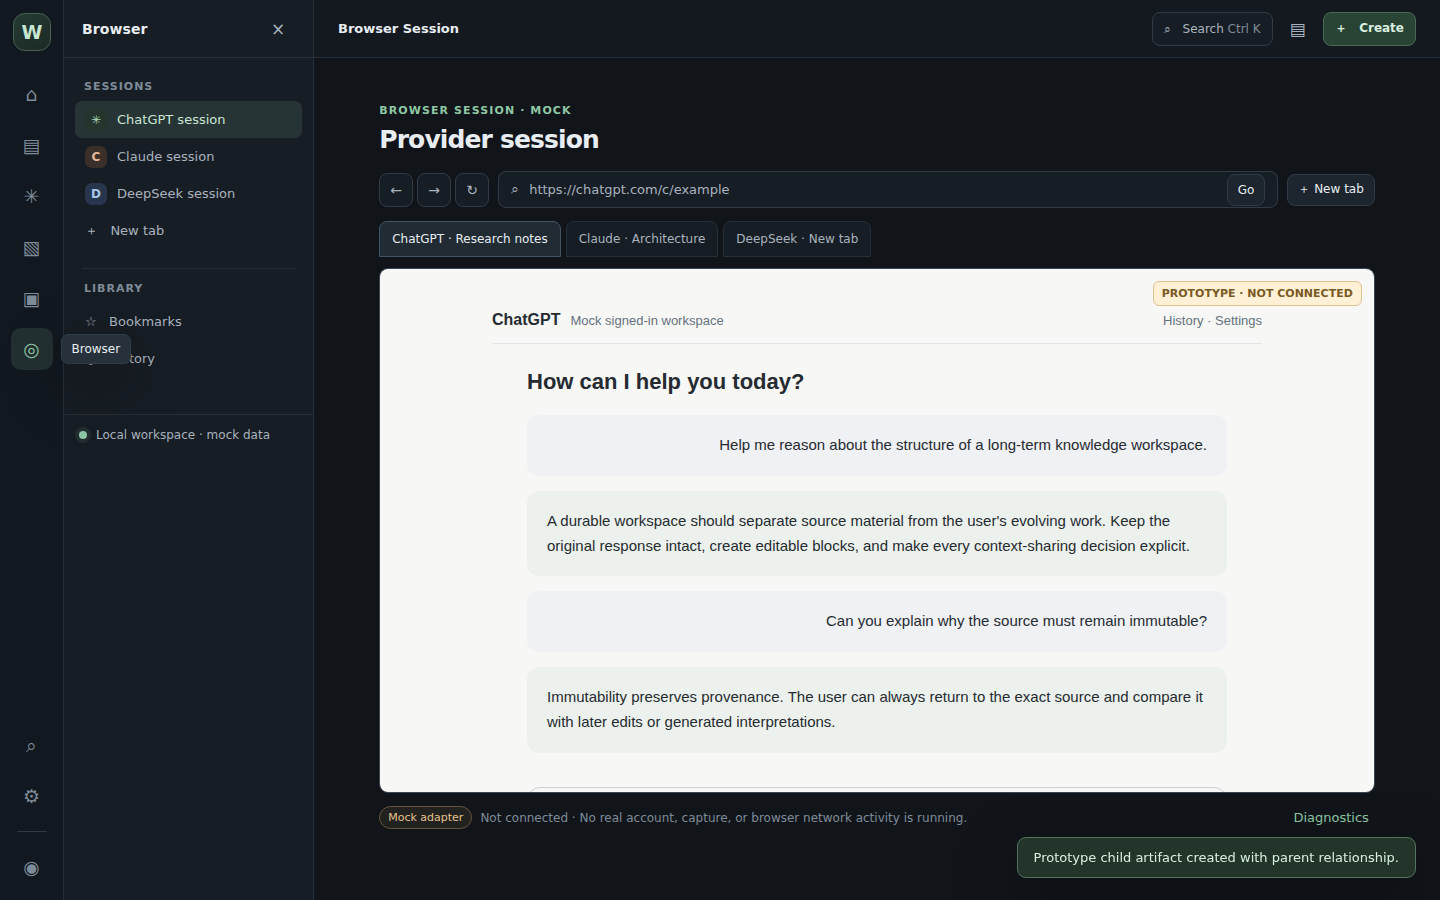 W
Browser
×
Browser Session
Search Ctrl K
+ Create
SESSIONS
ChatGPT session
C Claude session
D DeepSeek session
+ New tab
LIBRARY
Bookmarks
Browser
tory
Local workspace · mock data
BROWSER SESSION · MOCK
Provider session
← → ↻
https://chatgpt.com/c/example
Go
+ New tab
ChatGPT · Research notes
Claude · Architecture
DeepSeek · New tab
PROTOTYPE · NOT CONNECTED
ChatGPT Mock signed-in workspace
History · Settings
How can I help you today?
Help me reason about the structure of a long-term knowledge workspace.
A durable workspace should separate source material from the user's evolving work. Keep the
original response intact, create editable blocks, and make every context-sharing decision explicit.
Can you explain why the source must remain immutable?
Immutability preserves provenance. The user can always return to the exact source and compare it
with later edits or generated interpretations.
Mock adapter
Not connected · No real account, capture, or browser network activity is running.
Diagnostics
Prototype child artifact created with parent relationship.